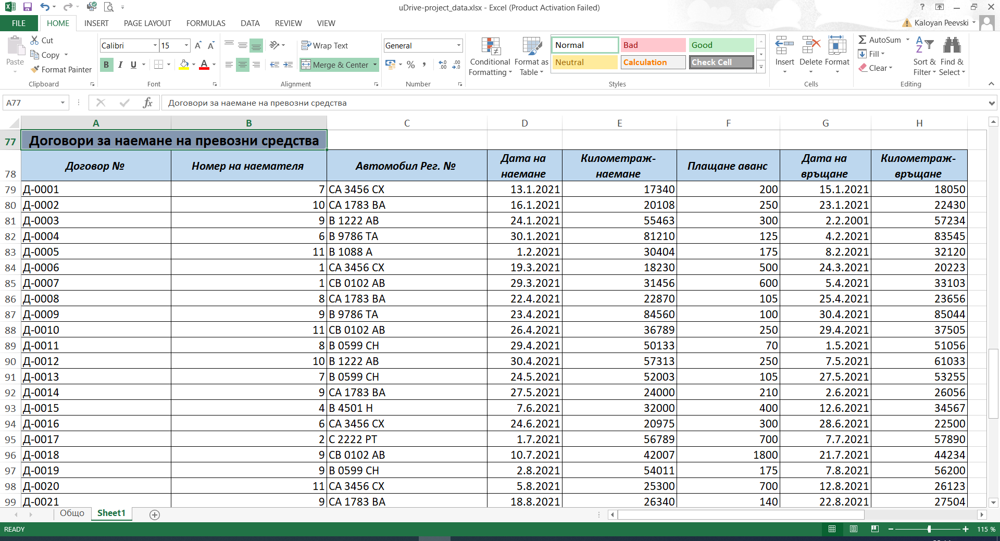 uDrive-project_data.xlsx - Excel (Product Activation Failed)
FILE HOME INSERT PAGE LAYOUT FORMULAS DATA REVIEW VIEW Kaloyan Peevski
Paste
Cut
Copy
Format Painter
Clipboard
Calibri 15
B I U
Font
Wrap Text
Merge & Center
Alignment
General
Number
Conditional Formatting
Format as Table
Normal Bad Good
Neutral Calculation Check Cell
Styles
Insert Delete Format
Cells
AutoSum
Fill
Clear
Sort & Filter
Find & Select
Editing
A77 Договори за наемане на превозни средства
A B C D E F G H
77 Договори за наемане на превозни средства
78 Договор № Номер на наемателя Автомобил Рег. № Дата на наемане Километраж-наемане Плащане аванс Дата на връщане Километраж-връщане
79 Д-0001 7 CA 3456 CX 13.1.2021 17340 200 15.1.2021 18050
80 Д-0002 10 CA 1783 BA 16.1.2021 20108 250 23.1.2021 22430
81 Д-0003 9 B 1222 AB 24.1.2021 55463 300 2.2.2001 57234
82 Д-0004 6 B 9786 TA 30.1.2021 81210 125 4.2.2021 83545
83 Д-0005 11 B 1088 A 1.2.2021 30404 175 8.2.2021 32120
84 Д-0006 1 CA 3456 CX 19.3.2021 18230 500 24.3.2021 20223
85 Д-0007 1 CB 0102 AB 29.3.2021 31456 600 5.4.2021 33103
86 Д-0008 8 CA 1783 BA 22.4.2021 22870 105 25.4.2021 23656
87 Д-0009 9 B 9786 TA 23.4.2021 84560 100 30.4.2021 85044
88 Д-0010 11 CB 0102 AB 26.4.2021 36789 250 29.4.2021 37505
89 Д-0011 8 B 0599 CH 29.4.2021 50133 70 1.5.2021 51056
90 Д-0012 10 B 1222 AB 30.4.2021 57313 250 7.5.2021 61033
91 Д-0013 7 B 0599 CH 24.5.2021 52003 105 27.5.2021 53255
92 Д-0014 9 CA 1783 BA 27.5.2021 24000 210 2.6.2021 26056
93 Д-0015 4 B 4501 H 7.6.2021 32000 400 12.6.2021 34567
94 Д-0016 6 CA 3456 CX 24.6.2021 20975 300 28.6.2021 22500
95 Д-0017 2 C 2222 PT 1.7.2021 56789 700 7.7.2021 57890
96 Д-0018 9 CB 0102 AB 10.7.2021 42007 1800 21.7.2021 44234
97 Д-0019 9 B 0599 CH 2.8.2021 54011 175 7.8.2021 56200
98 Д-0020 11 CA 3456 CX 5.8.2021 25300 700 12.8.2021 26123
99 Д-0021 9 CA 1783 BA 18.8.2021 26340 140 22.8.2021 27504
Общо Sheet1
READY 115 %